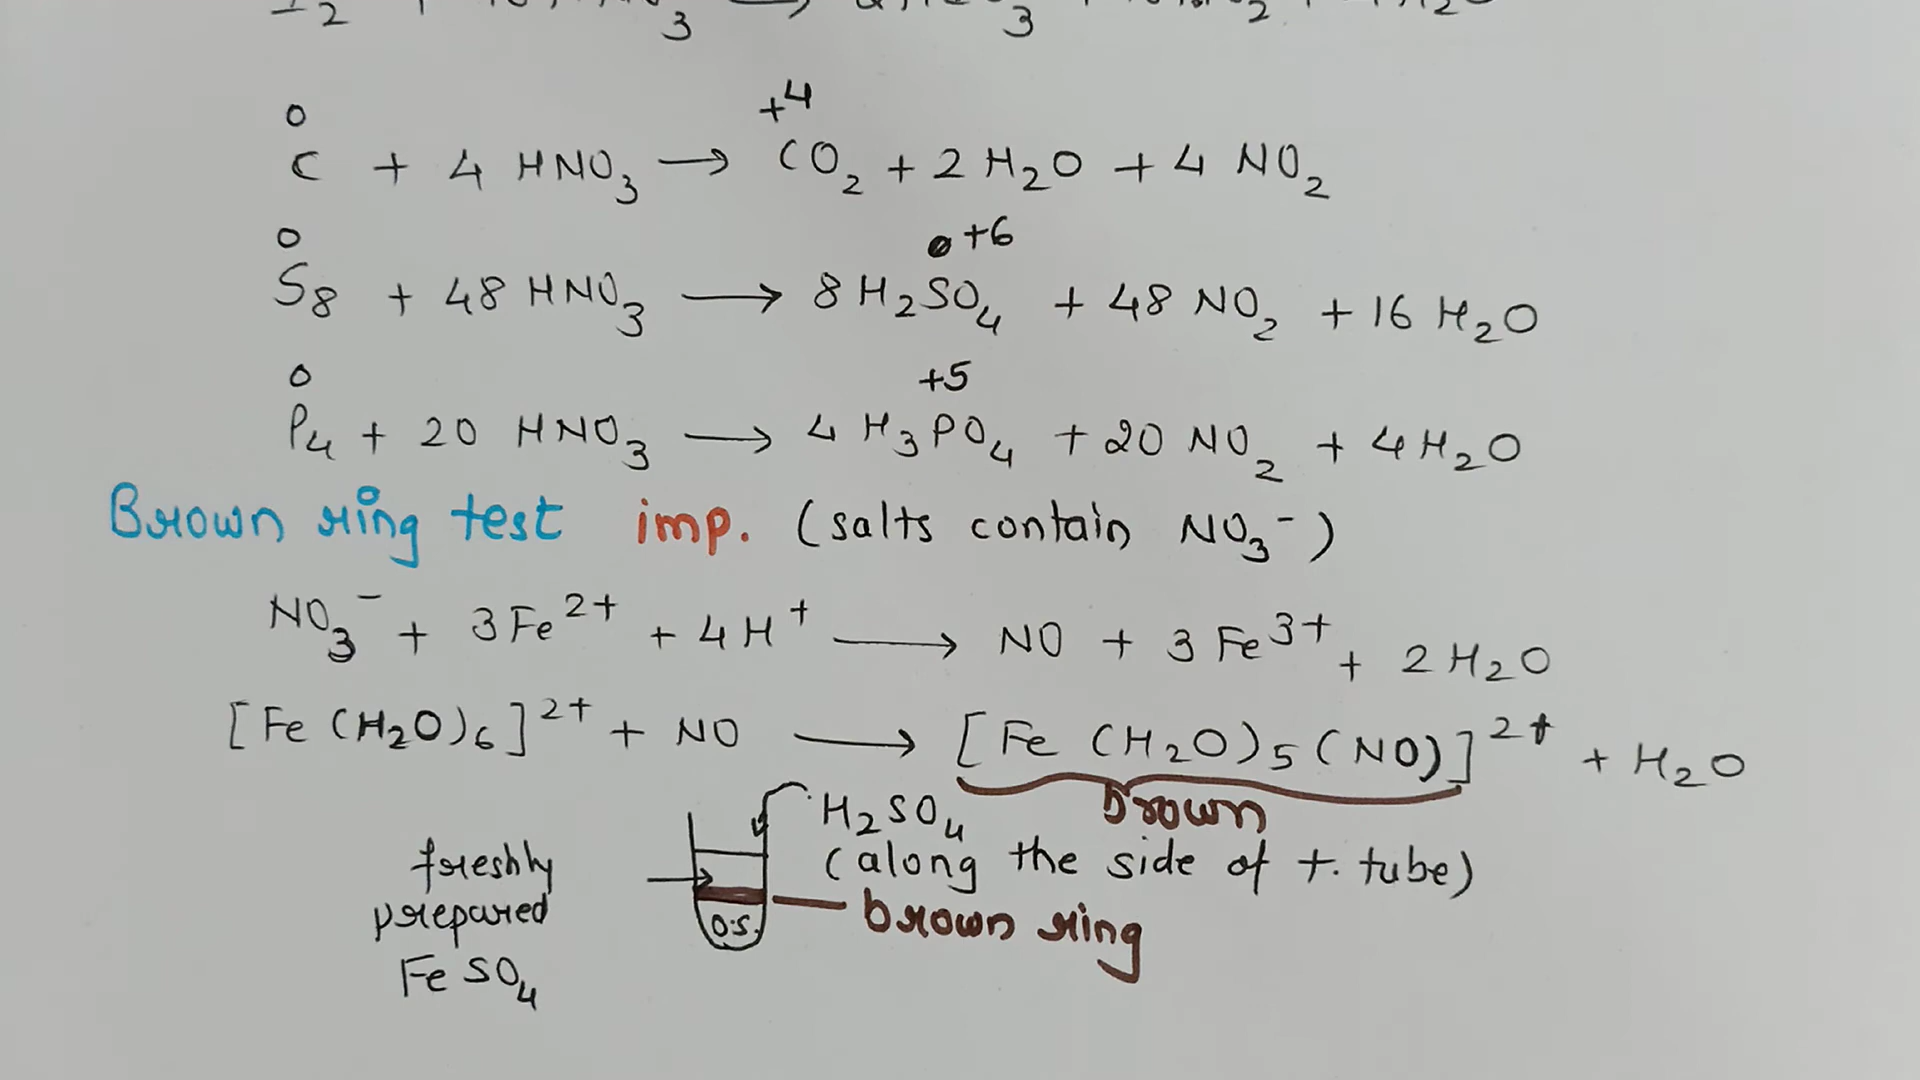 C + 4 HNO₃ → CO₂ + 2 H₂O + 4 NO₂
0 +4
0 +6
S₈ + 48 HNO₃ → 8 H₂SO₄ + 48 NO₂ + 16 H₂O
0 +5
P₄ + 20 HNO₃ → 4 H₃PO₄ + 20 NO₂ + 4 H₂O
Brown ring test imp. (salts contain NO₃⁻)
NO₃⁻ + 3 Fe²⁺ + 4 H⁺ → NO + 3 Fe³⁺ + 2 H₂O
[Fe (H₂O)₆]²⁺ + NO → [Fe (H₂O)₅ (NO)]²⁺ + H₂O
brown
H₂SO₄
(along the side of t. tube)
freshly
prepared
FeSO₄
O.S.
brown ring